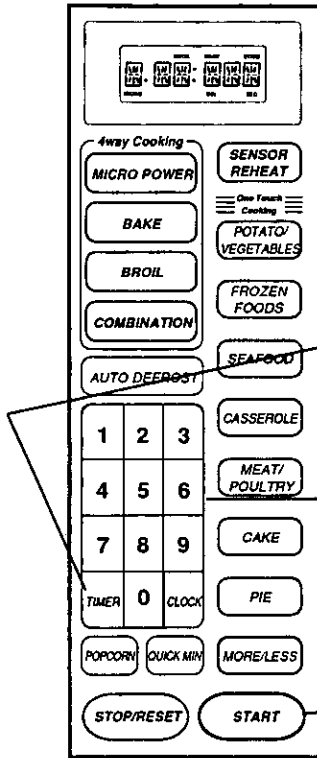 4way Cooking
MICRO POWER
BAKE
BROIL
COMBINATION
AUTO DEFROST
1 2 3
4 5 6
7 8 9
TIMER 0 CLOCK
POPCORN QUICK MIN
STOP/RESET
SENSOR
REHEAT
One Touch
Cooking
POTATO/
VEGETABLES
FROZEN
FOODS
SEAFOOD
CASSEROLE
MEAT/
POULTRY
CAKE
PIE
MORE/LESS
START